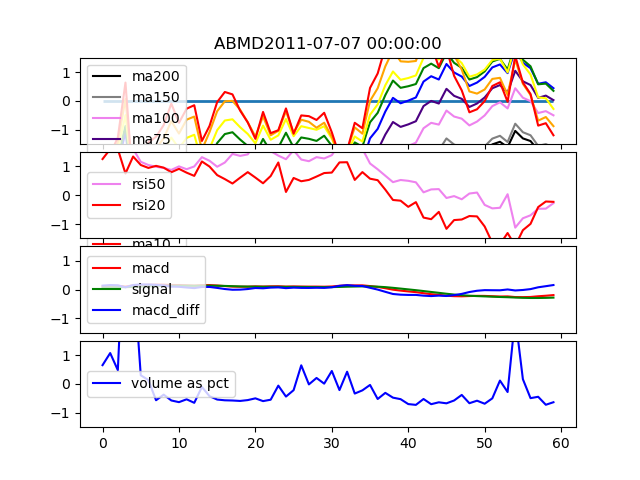 ABMD2011-07-07 00:00:00
1
0
−1
ma200
ma150
ma100
ma75
1
0
−1
rsi50
rsi20
ma10
1
0
−1
macd
signal
macd_diff
1
0
−1
volume as pct
0 10 20 30 40 50 60